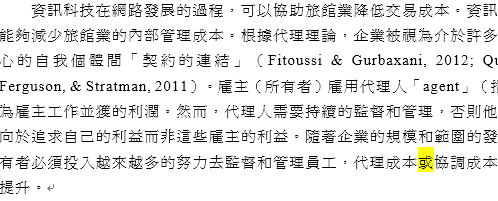 資訊科技在網路發展的過程，可以協助旅館業降低交易成本。資訊
能夠減少旅館業的內部管理成本。根據代理理論，企業被視為介於許多
心的自我個體間「契約的連結」（Fitoussi & Gurbaxani, 2012; Qu
Ferguson, & Stratman, 2011）。雇主（所有者）雇用代理人「agent」（指
為雇主工作並獲的利潤。然而，代理人需要持續的監督和管理，否則他
向於追求自己的利益而非這些雇主的利益。隨著企業的規模和範圍的發
有者必須投入越來越多的努力去監督和管理員工，代理成本或協調成本
提升。